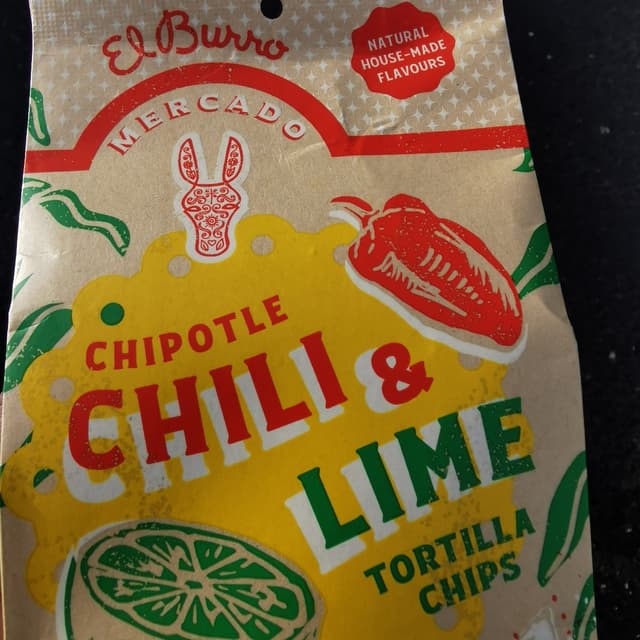 El Burro
MERCADO
NATURAL
HOUSE-MADE
FLAVOURS
CHIPOTLE
CHILI &
LIME
TORTILLA
CHIPS